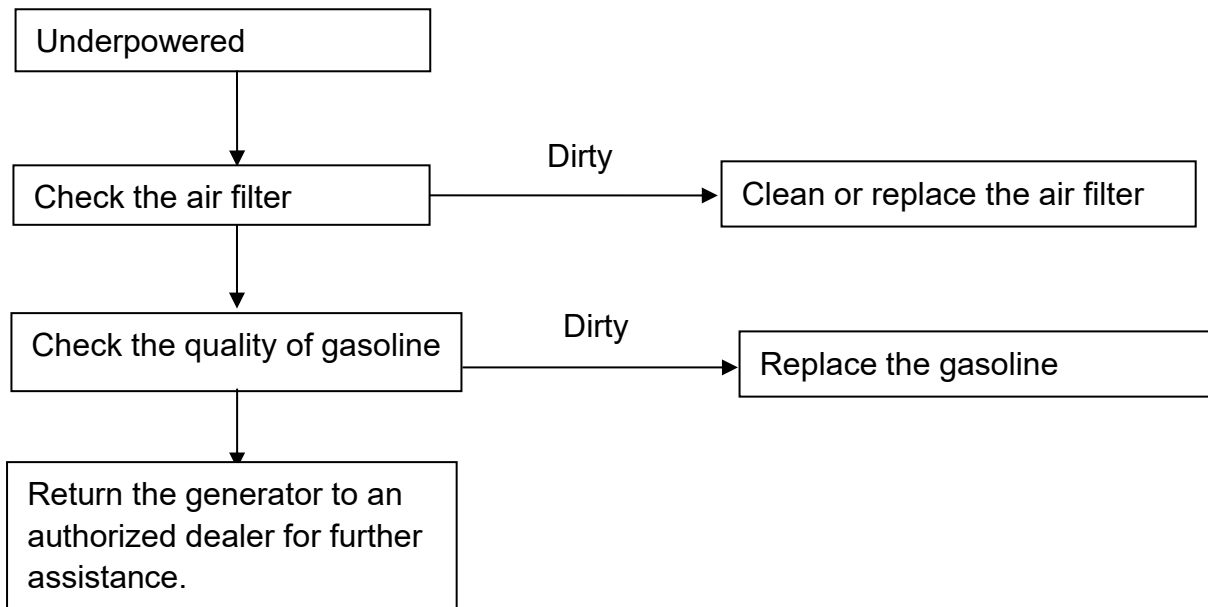 Underpowered
Dirty
Check the air filter
Clean or replace the air filter
Dirty
Check the quality of gasoline
Replace the gasoline
Return the generator to an
authorized dealer for further
assistance.